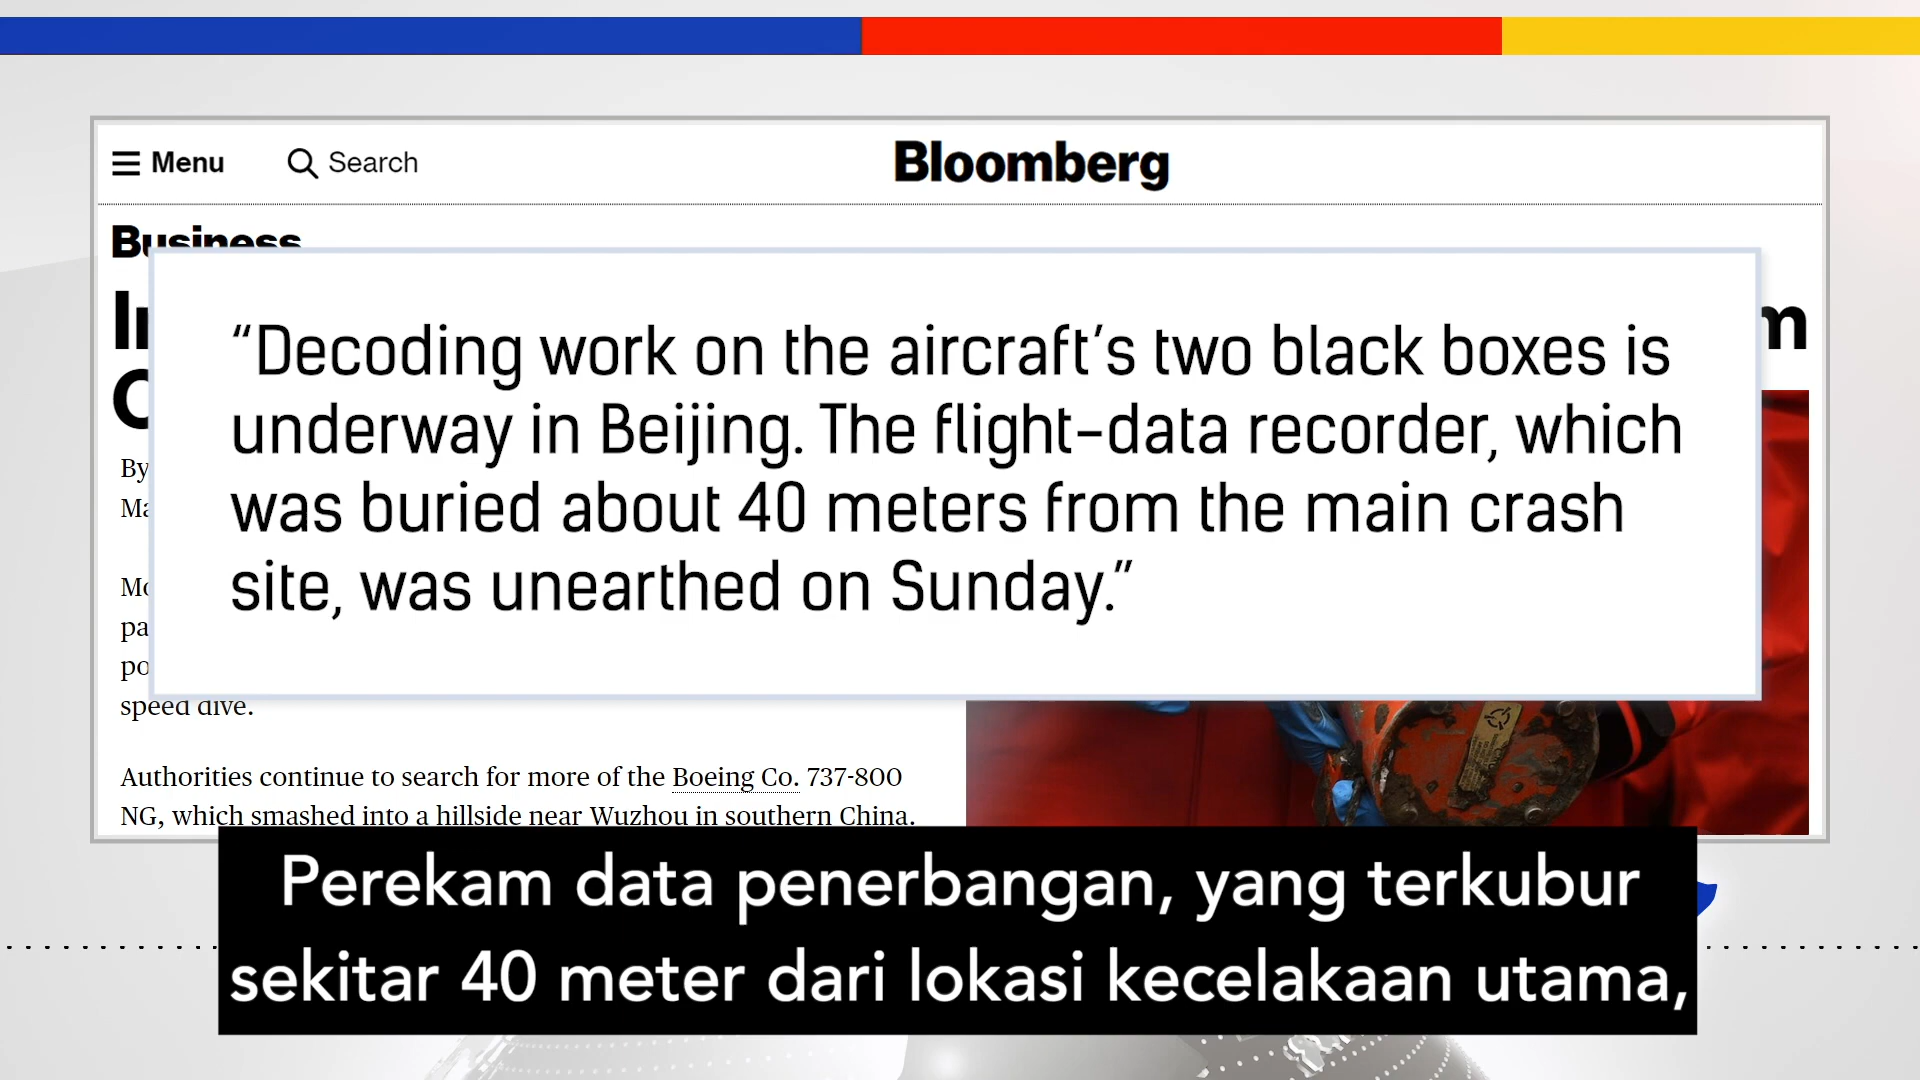 Menu
Search
Bloomberg
Business
“Decoding work on the aircraft’s two black boxes is
underway in Beijing. The flight-data recorder, which
was buried about 40 meters from the main crash
site, was unearthed on Sunday.”
By
speed dive.
Authorities continue to search for more of the Boeing Co. 737-800
NG, which smashed into a hillside near Wuzhou in southern China.
Perekam data penerbangan, yang terkubur
sekitar 40 meter dari lokasi kecelakaan utama,